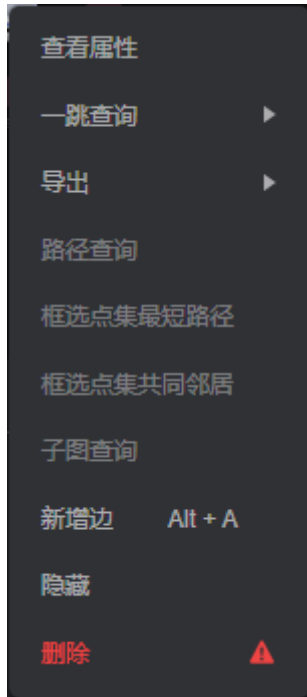 查看属性
一跳查询
导出
路径查询
框选点集最短路径
框选点集共同邻居
子图查询
新增边 Alt + A
隐藏
删除